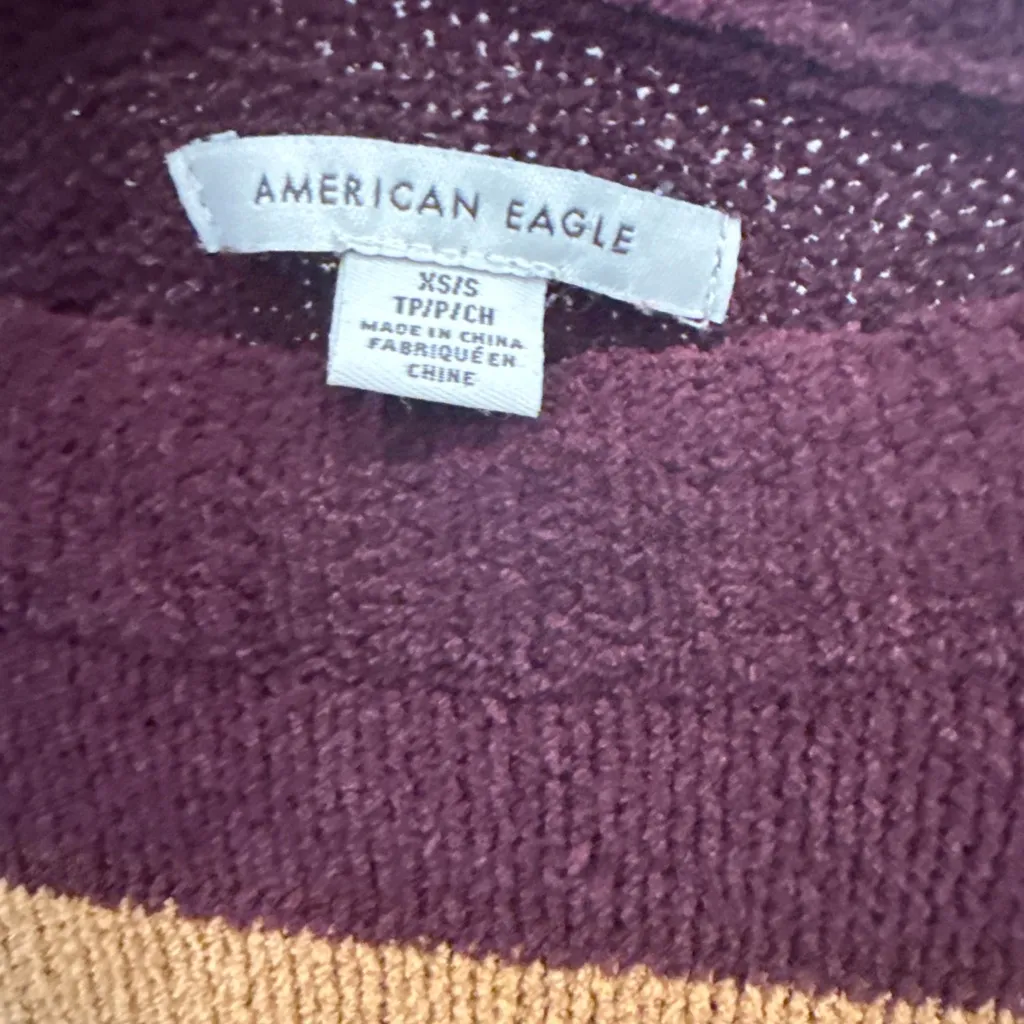 AMERICAN EAGLE
XS/S
TP/P/CH
MADE IN CHINA
FABRIQUÉ EN
CHINE